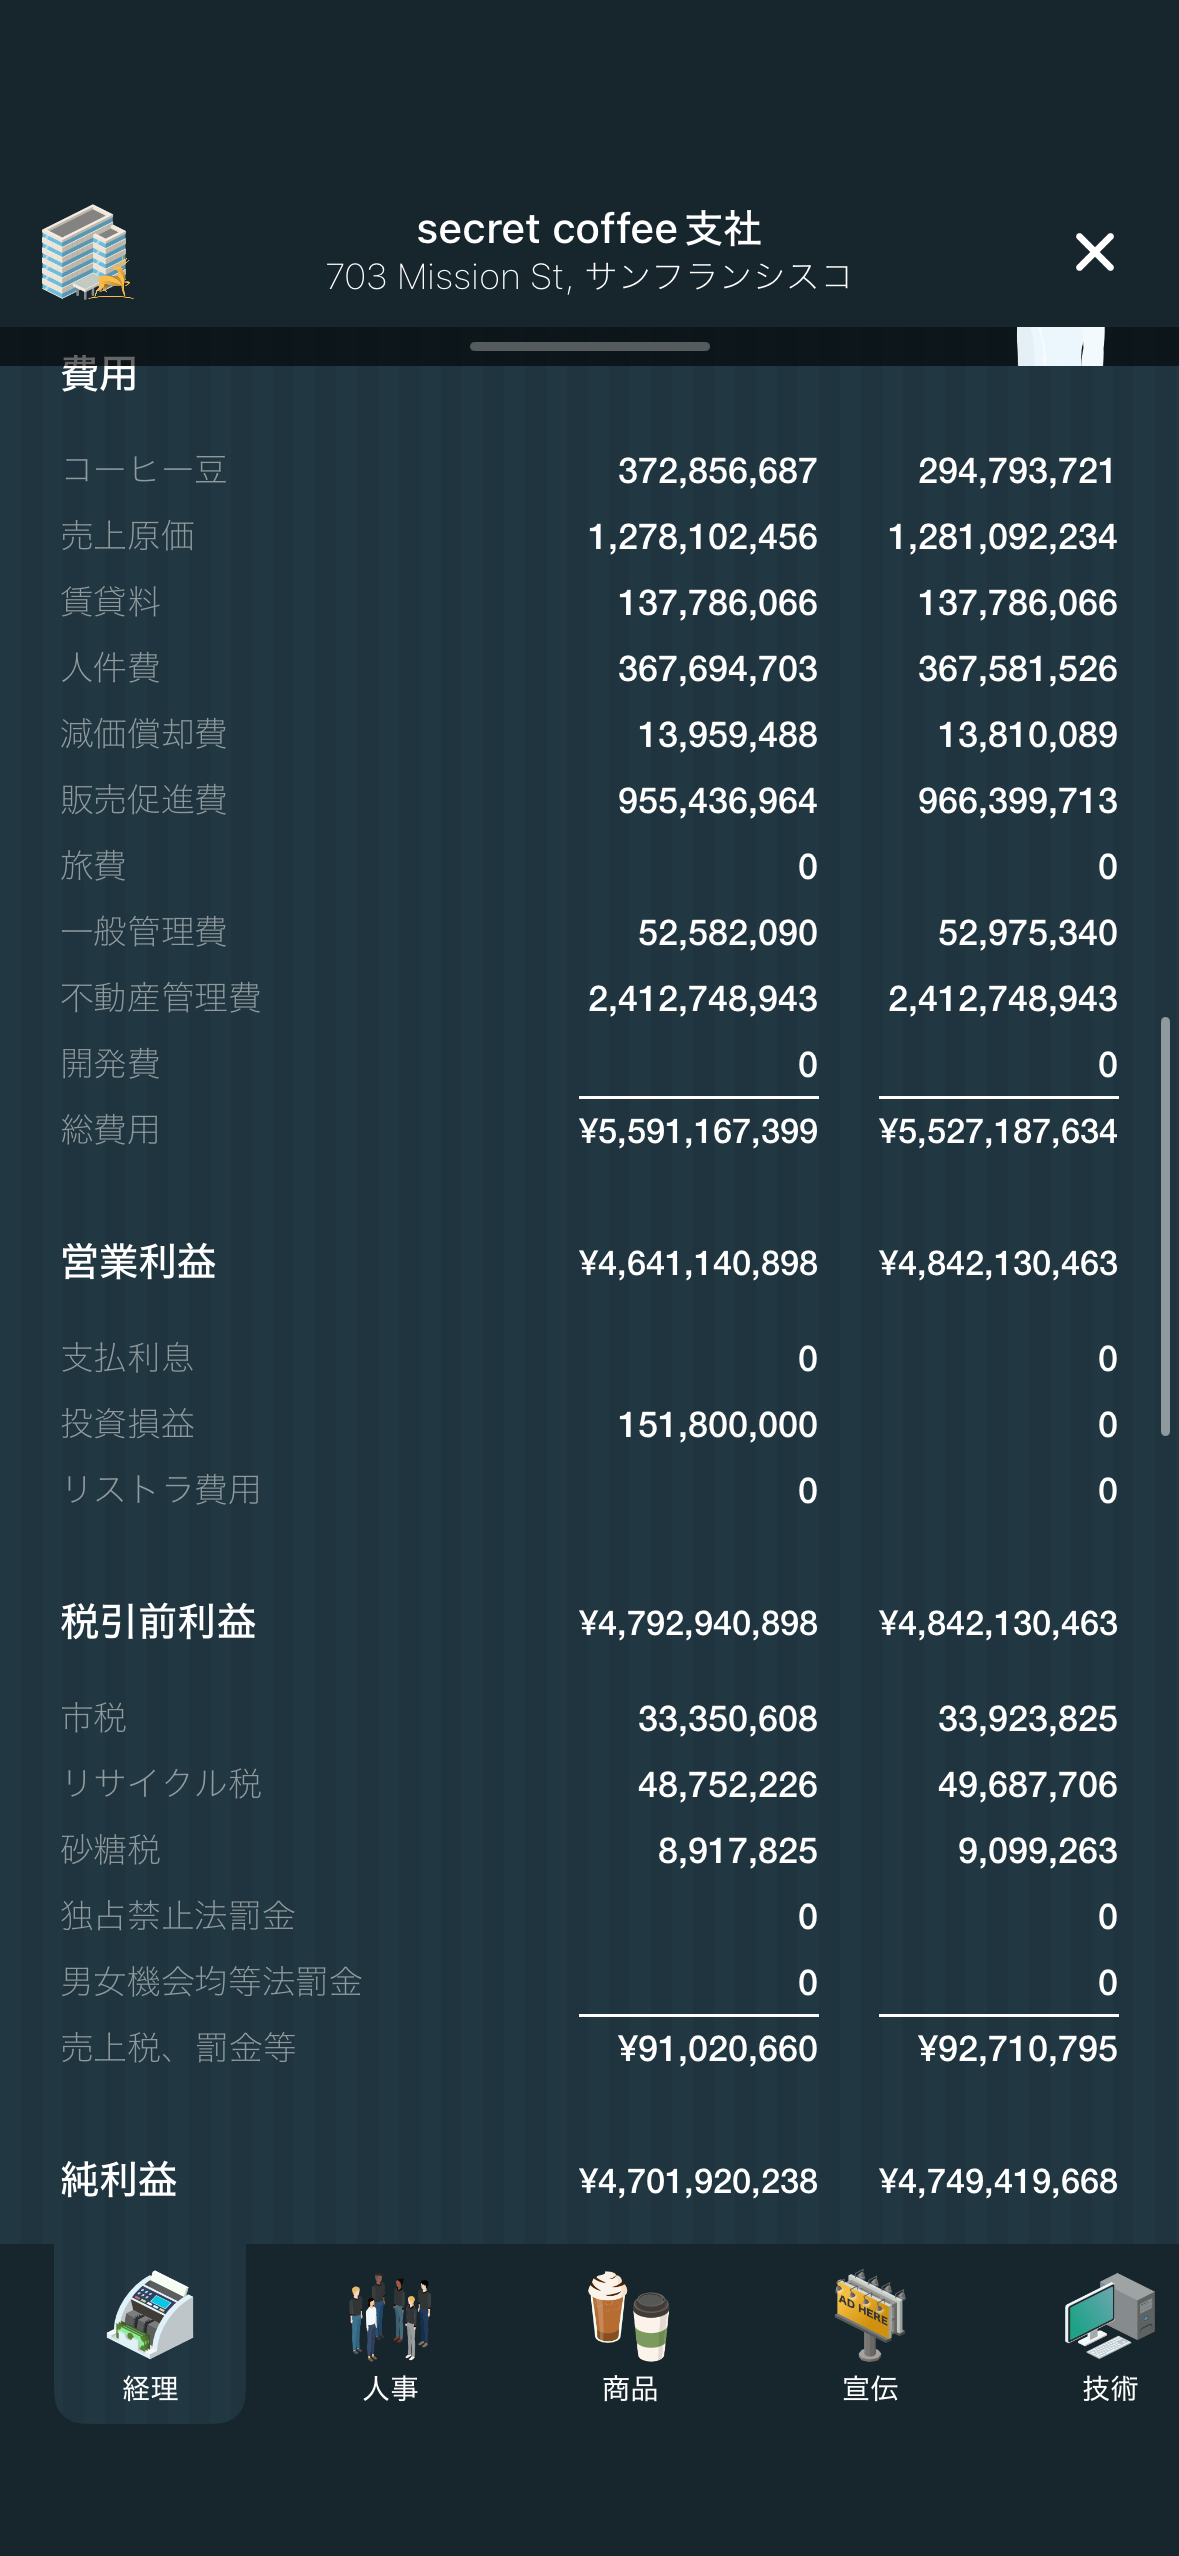 secret coffee支社
703 Mission St, サンフランシスコ
費用
コーヒー豆 372,856,687 294,793,721
売上原価 1,278,102,456 1,281,092,234
賃貸料 137,786,066 137,786,066
人件費 367,694,703 367,581,526
減価償却費 13,959,488 13,810,089
販売促進費 955,436,964 966,399,713
旅費 0 0
一般管理費 52,582,090 52,975,340
不動産管理費 2,412,748,943 2,412,748,943
開発費 0 0
総費用 ¥5,591,167,399 ¥5,527,187,634
営業利益 ¥4,641,140,898 ¥4,842,130,463
支払利息 0 0
投資損益 151,800,000 0
リストラ費用 0 0
税引前利益 ¥4,792,940,898 ¥4,842,130,463
市税 33,350,608 33,923,825
リサイクル税 48,752,226 49,687,706
砂糖税 8,917,825 9,099,263
独占禁止法罰金 0 0
男女機会均等法罰金 0 0
売上税、罰金等 ¥91,020,660 ¥92,710,795
純利益 ¥4,701,920,238 ¥4,749,419,668
AD HERE
経理 人事 商品 宣伝 技術